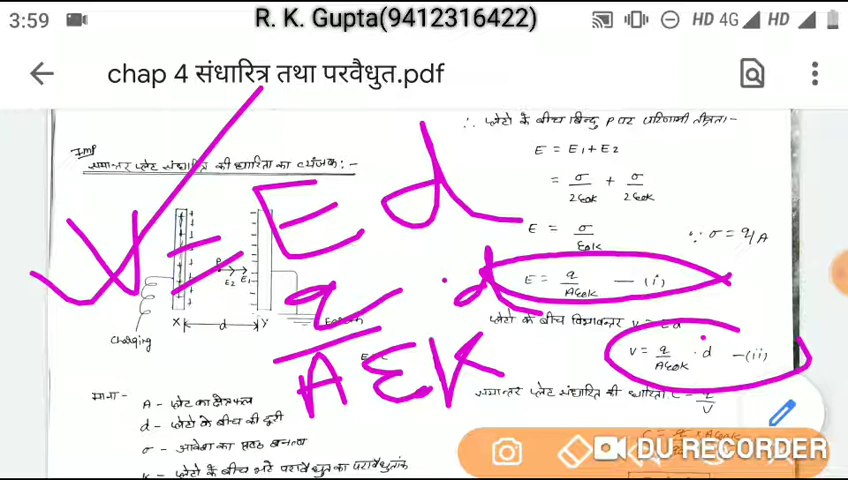 3:59 R. K. Gupta(9412316422) HD 4G HD
chap 4 संधारित्र तथा परवैधुत.pdf
Imp
समान्तर प्लेट संधारित्र की धारिता का व्यंजक:-
∴ प्लेटो के बीच बिन्दु P पर परिणामी तीव्रता-
E = E₁ + E₂
= σ/2ε₀k + σ/2ε₀k
E = σ/ε₀k ∵ σ = q/A
E = q/Aε₀k — (i)
प्लेटो के बीच विभवान्तर V = Ed
V = q/Aε₀k · d —(ii)
समान्तर प्लेट संधारित्र की धारिता C = q/V
V = E d
q/AεK · d
P
E₂ E₁
charging
X d Y
माना-
A - प्लेट का क्षेत्रफल
d - प्लेटो के बीच की दूरी
σ - आवेश का पृष्ठ घनत्व
K - प्लेटो के बीच भरे परावैधुत का परावैधुतांक
DU RECORDER